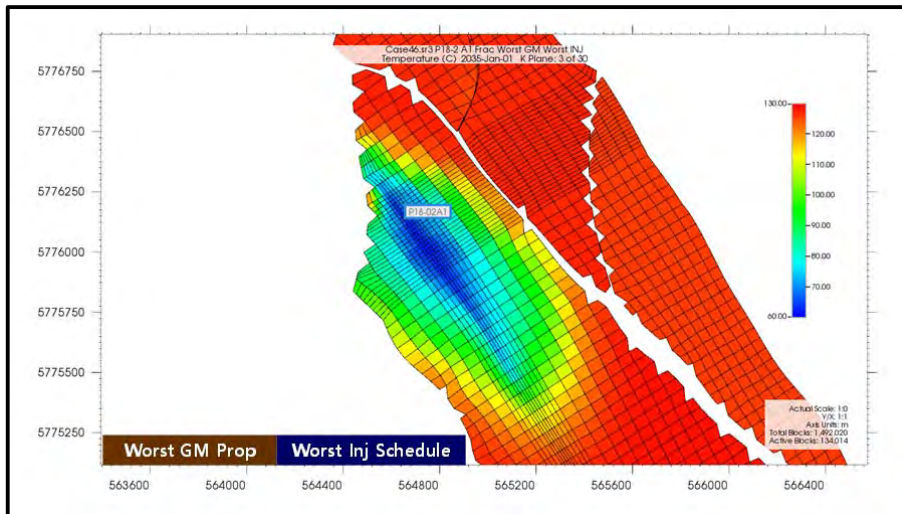 Case46.sr3 P18-2 A1 Frac Worst GM Worst INJ
Temperature (C) 2035-Jan-01 K Plane: 3 of 30
5776750
5776500
5776250
5776000
5775750
5775500
5775250
130.00
120.00
110.00
100.00
90.00
80.00
70.00
60.00
P18-02A1
Actual Scale: 1:0
Y/X: 1:1
Axis Units: m
Total Blocks: 1,492,020
Active Blocks: 134,014
Worst GM Prop
Worst Inj Schedule
563600
564000
564400
564800
565200
565600
566000
566400